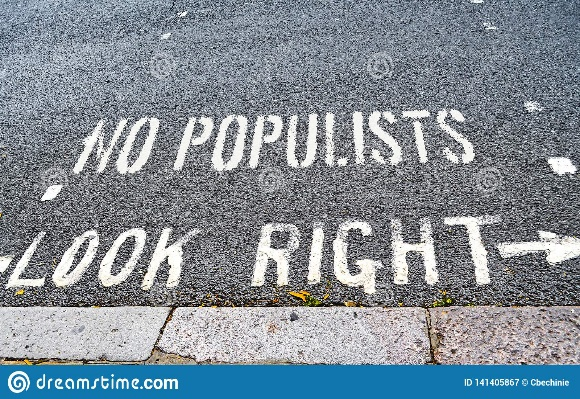 NO POPULISTS
LOOK RIGHT
dreamstime.com
ID 141405867 © Cbechinie